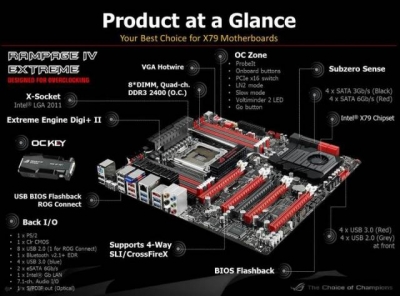 Product at a Glance
Your Best Choice for X79 Motherboards
RAMPAGE IV
EXTREME
DESIGNED FOR OVERCLOCKING
X-Socket
Intel® LGA 2011
Extreme Engine Digi+ II
OC KEY
USB BIOS Flashback
ROG Connect
Back I/O
1 x PS/2
1 x Clr CMOS
8 x USB 2.0 (1 for ROG Connect)
1 x Bluetooth v2.1+ EDR
4 x USB 3.0 (blue)
2 x eSATA 6Gb/s
1 x Intel® Gb LAN
7.1-ch. Audio I/O
1 x S/PDIF out (Optical)
VGA Hotwire
8*DIMM, Quad-ch.
DDR3 2400 (O.C.)
OC Zone
ProbeIt
Onboard buttons
PCIe x16 switch
LN2 mode
Slow mode
Voltiminder 2 LED
Go button
Subzero Sense
4 x SATA 3Gb/s (Black)
4 x SATA 6Gb/s (Red)
Intel® X79 Chipset
4 x USB 3.0 (Red)
4 x USB 2.0 (Grey) at
front
Supports 4-Way
SLI/CrossFireX
BIOS Flashback
The Choice of Champions